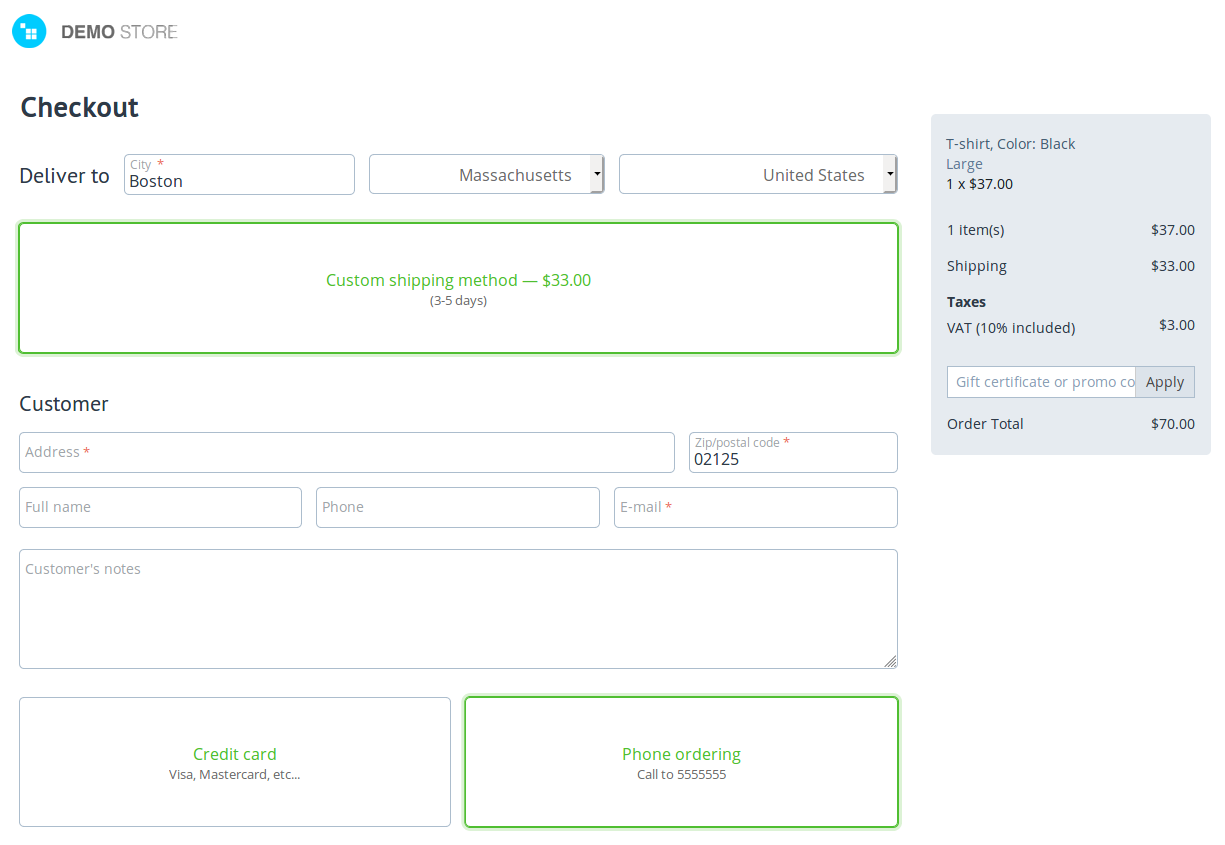 DEMO STORE
Checkout
Deliver to
City *
Boston
Massachusetts
United States
Custom shipping method — $33.00
(3-5 days)
Customer
Address *
Zip/postal code *
02125
Full name
Phone
E-mail *
Customer's notes
Credit card
Visa, Mastercard, etc...
Phone ordering
Call to 5555555
T-shirt, Color: Black
Large
1 x $37.00
1 item(s) $37.00
Shipping $33.00
Taxes
VAT (10% included) $3.00
Gift certificate or promo co
Apply
Order Total $70.00